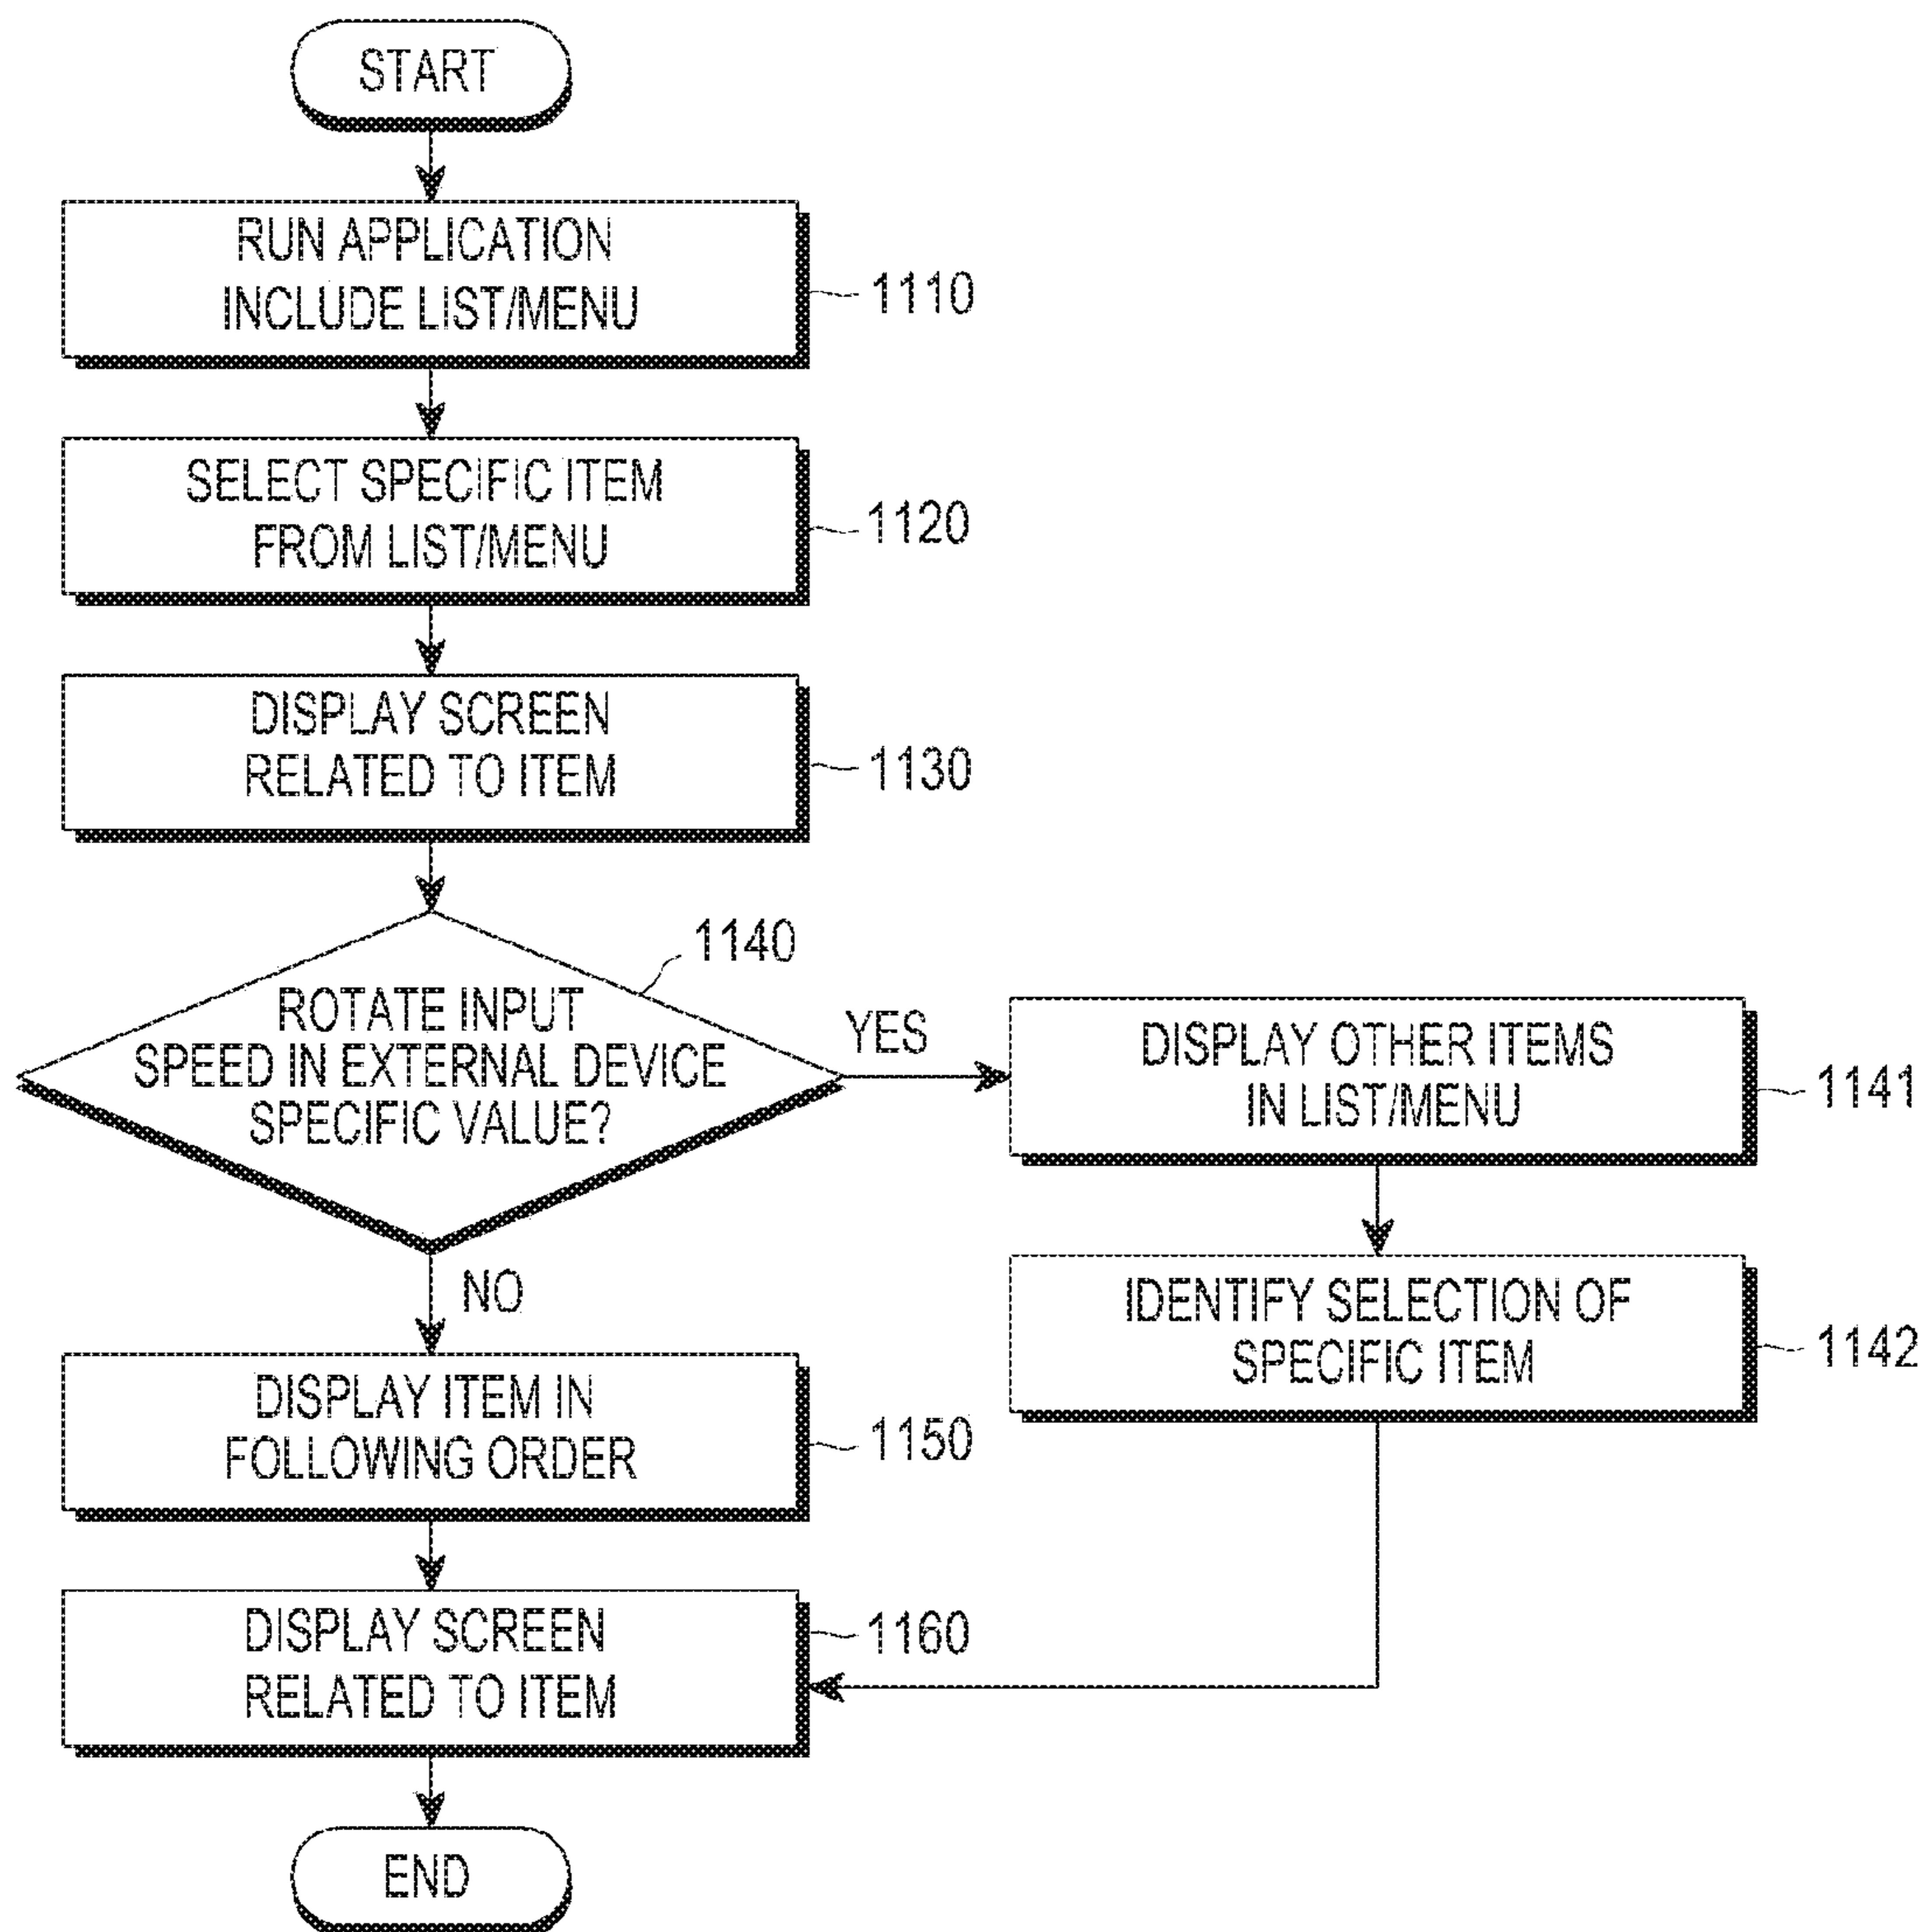 START
RUN APPLICATION
INCLUDE LIST/MENU
1110
SELECT SPECIFIC ITEM
FROM LIST/MENU
1120
DISPLAY SCREEN
RELATED TO ITEM
1130
1140
ROTATE INPUT
SPEED IN EXTERNAL DEVICE
SPECIFIC VALUE?
YES
DISPLAY OTHER ITEMS
IN LIST/MENU
1141
IDENTIFY SELECTION OF
SPECIFIC ITEM
1142
NO
DISPLAY ITEM IN
FOLLOWING ORDER
1150
DISPLAY SCREEN
RELATED TO ITEM
1160
END